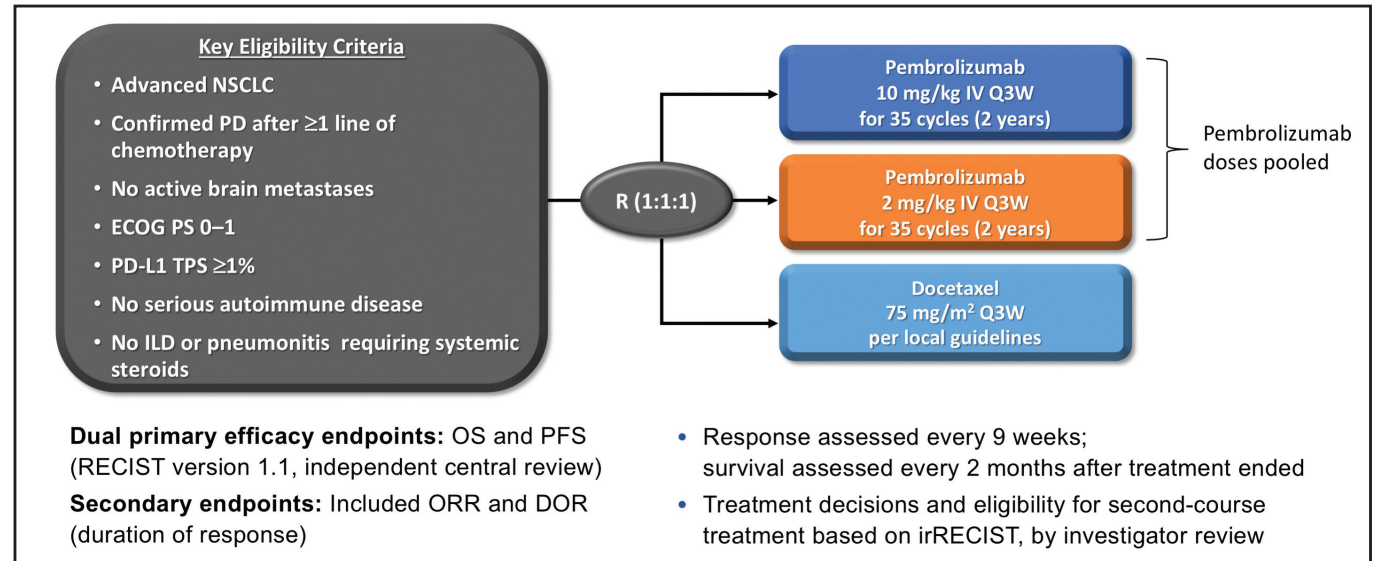 Key Eligibility Criteria
• Advanced NSCLC
• Confirmed PD after ≥1 line of
chemotherapy
• No active brain metastases
• ECOG PS 0–1
• PD-L1 TPS ≥1%
• No serious autoimmune disease
• No ILD or pneumonitis requiring systemic
steroids
R (1:1:1)
Pembrolizumab
10 mg/kg IV Q3W
for 35 cycles (2 years)
Pembrolizumab
2 mg/kg IV Q3W
for 35 cycles (2 years)
Docetaxel
75 mg/m² Q3W
per local guidelines
Pembrolizumab
doses pooled
Dual primary efficacy endpoints: OS and PFS
(RECIST version 1.1, independent central review)
Secondary endpoints: Included ORR and DOR
(duration of response)
• Response assessed every 9 weeks;
survival assessed every 2 months after treatment ended
• Treatment decisions and eligibility for second-course
treatment based on irRECIST, by investigator review